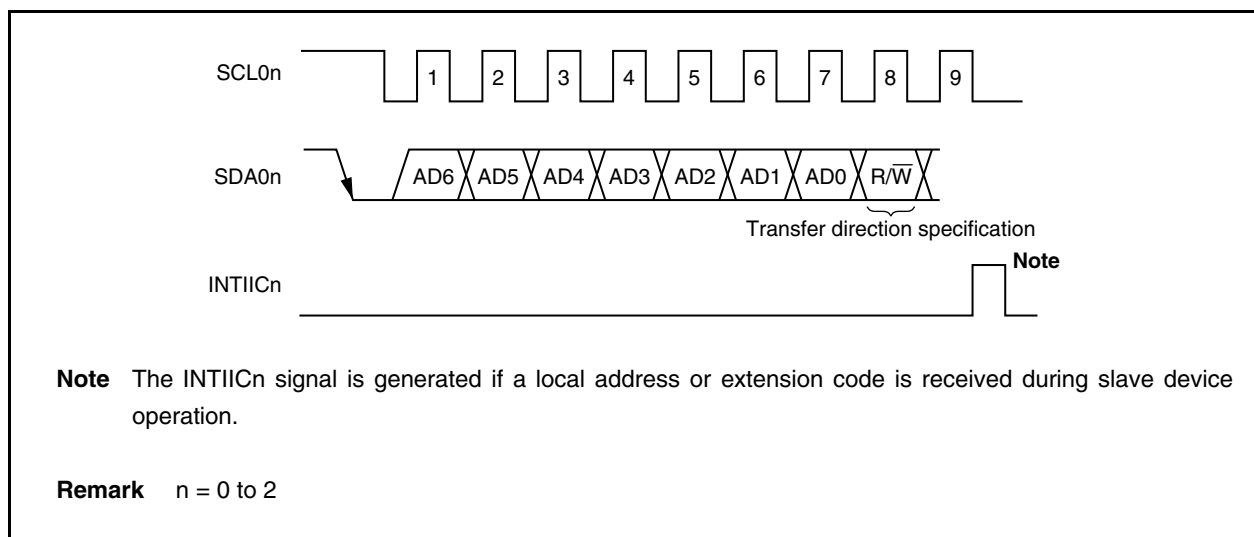 SCL0n
1 2 3 4 5 6 7 8 9
SDA0n
AD6 AD5 AD4 AD3 AD2 AD1 AD0 R/W̅
Transfer direction specification
Note
INTIICn
Note The INTIICn signal is generated if a local address or extension code is received during slave device
operation.
Remark n = 0 to 2